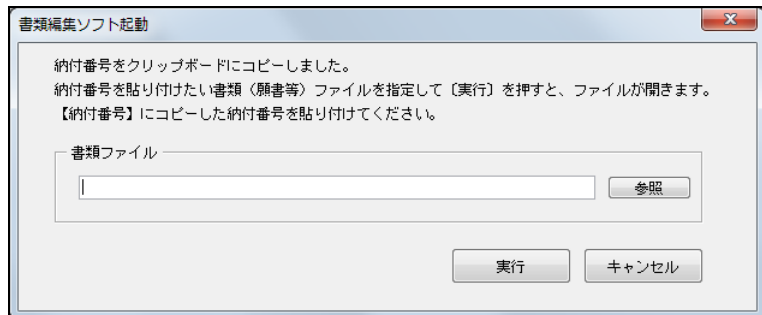 書類編集ソフト起動
納付番号をクリップボードにコピーしました。
納付番号を貼り付けたい書類（願書等）ファイルを指定して〔実行〕を押すと、ファイルが開きます。
【納付番号】にコピーした納付番号を貼り付けてください。
書類ファイル
参照
実行
キャンセル